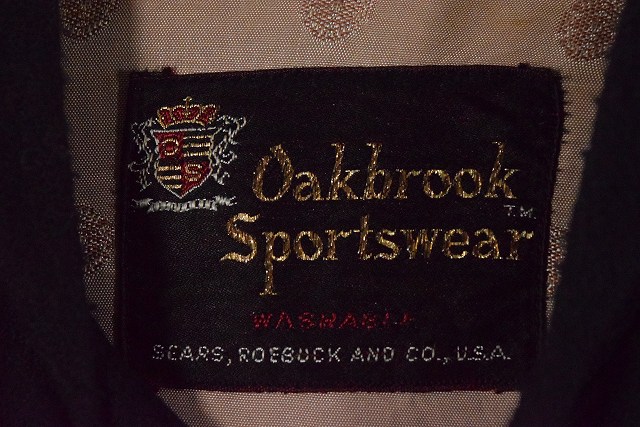 O S
Oakbrook
Sportswear T.M.
WASHABLE
SEARS, ROEBUCK AND CO., U.S.A.